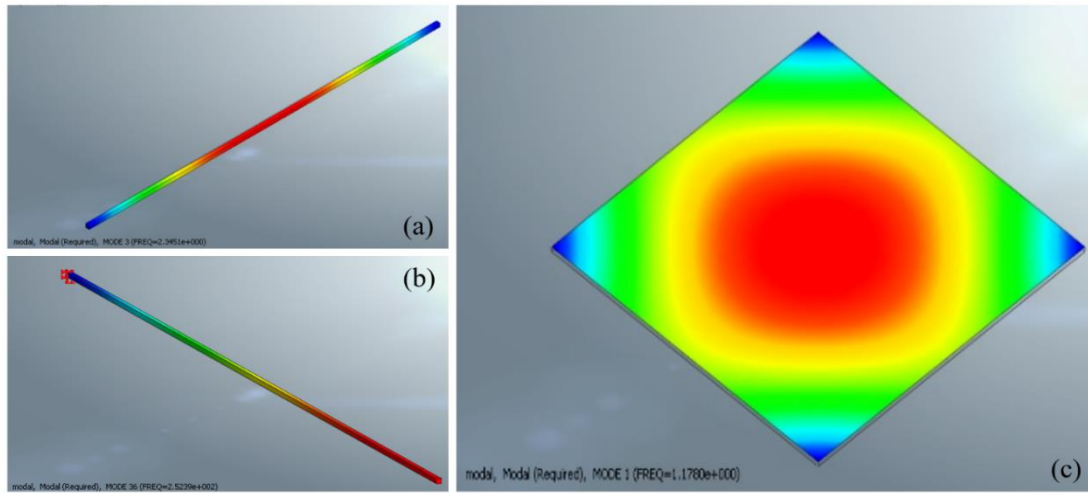 (a)
modal, Modal (Required), MODE 3 (FREQ=2.3451e+000)
(b)
modal, Modal (Required), MODE 36 (FREQ=2.5239e+002)
modal, Modal (Required), MODE 1 (FREQ=1.1780e+000)
(c)